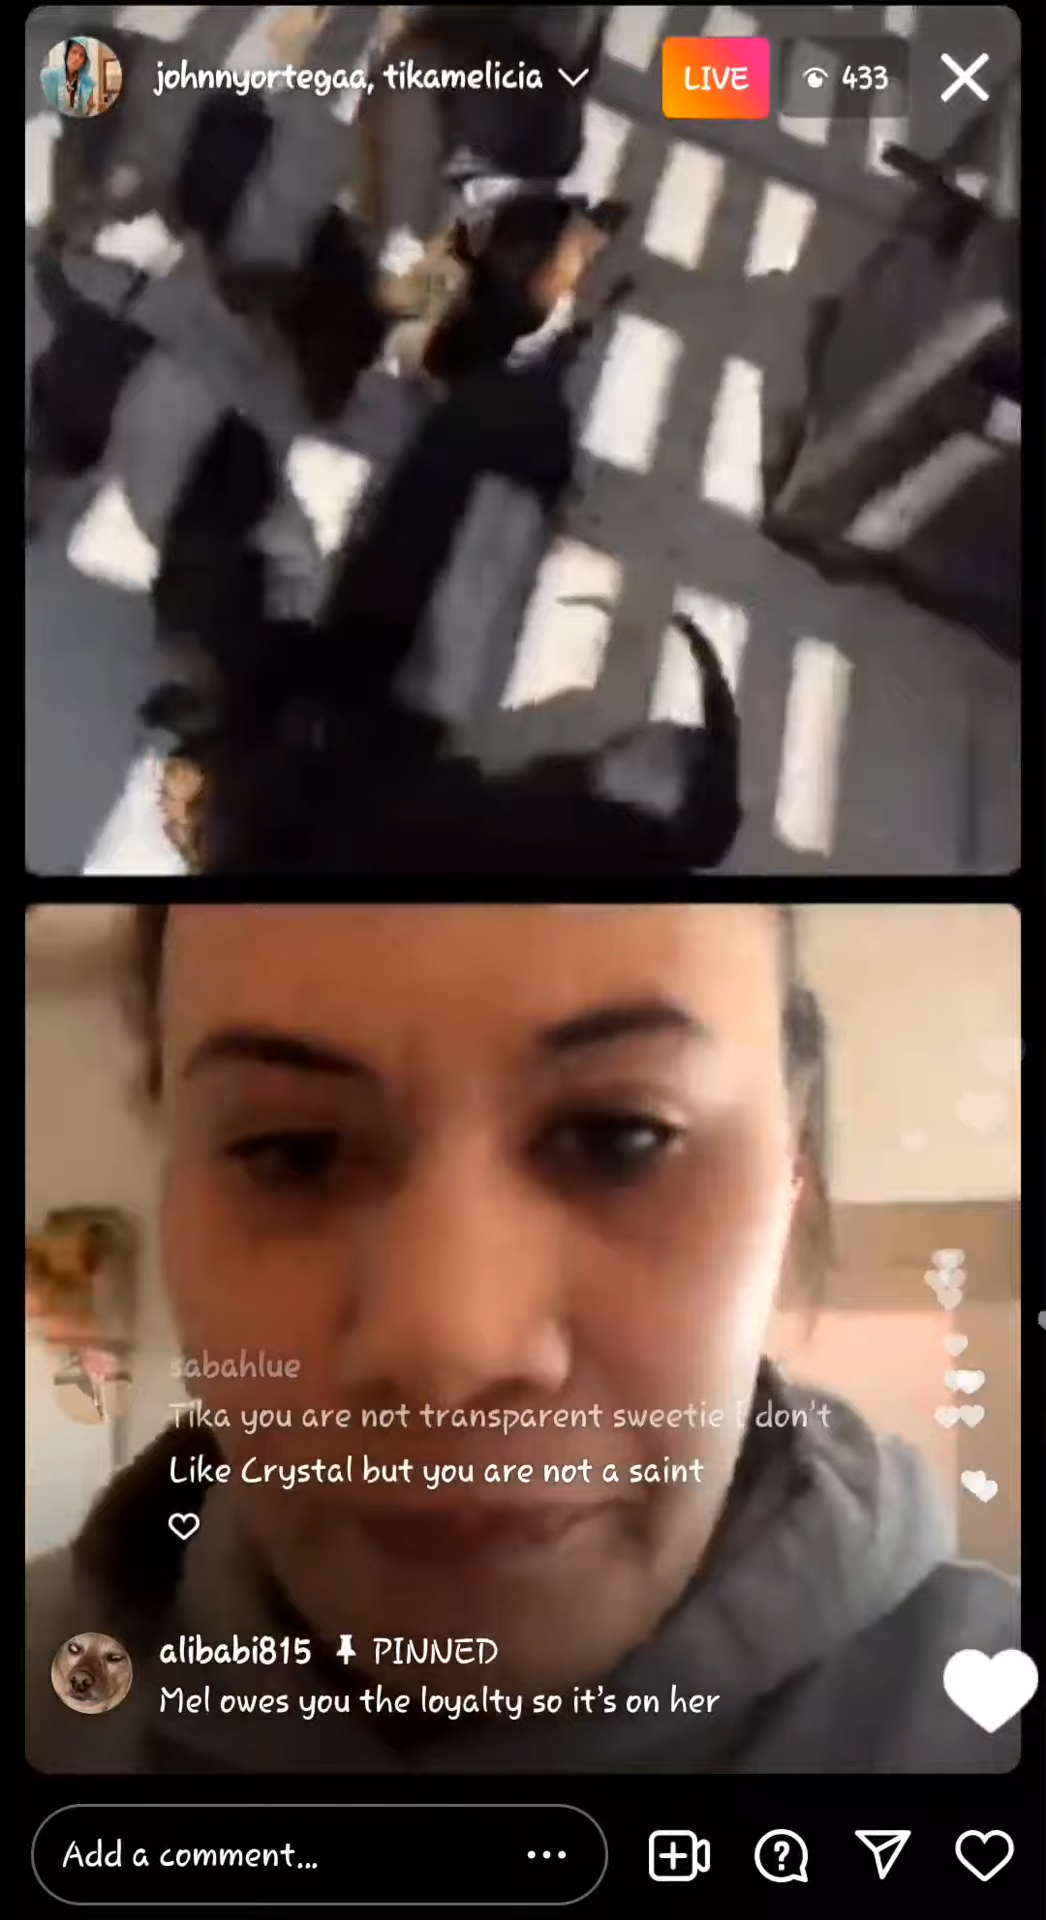 johnnyortegaa, tikamelicia
LIVE
433
sabahlue
Tika you are not transparent sweetie I don't
Like Crystal but you are not a saint
alibabi815 PINNED
Mel owes you the loyalty so it's on her
Add a comment...